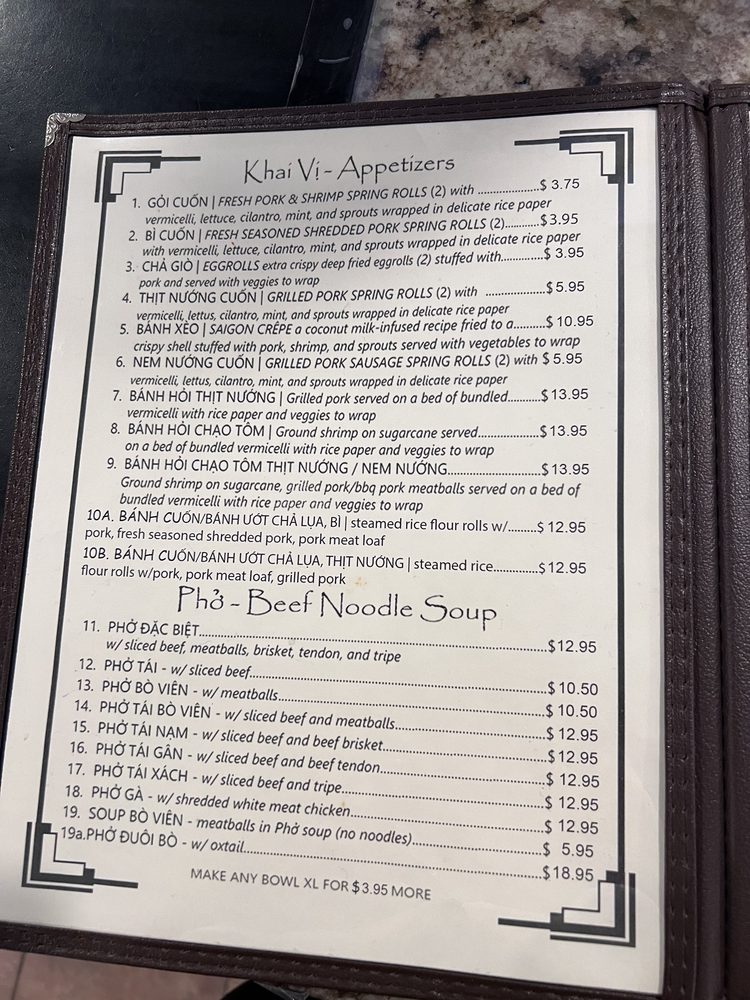 Khai Vị - Appetizers
1. GỎI CUỐN | FRESH PORK & SHRIMP SPRING ROLLS (2) with ...................$ 3.75
vermicelli, lettuce, cilantro, mint, and sprouts wrapped in delicate rice paper
2. BÌ CUỐN | FRESH SEASONED SHREDDED PORK SPRING ROLLS (2)..........$3.95
with vermicelli, lettuce, cilantro, mint, and sprouts wrapped in delicate rice paper
3. CHẢ GIÒ | EGGROLLS extra crispy deep fried eggrolls (2) stuffed with.............$ 3.95
pork and served with veggies to wrap
4. THỊT NƯỚNG CUỐN | GRILLED PORK SPRING ROLLS (2) with ..................$5.95
vermicelli, lettus, cilantro, mint, and sprouts wrapped in delicate rice paper
5. BÁNH XÈO | SAIGON CRÊPE a coconut milk-infused recipe fried to a.........$ 10.95
crispy shell stuffed with pork, shrimp, and sprouts served with vegetables to wrap
6. NEM NƯỚNG CUỐN | GRILLED PORK SAUSAGE SPRING ROLLS (2) with $ 5.95
vermicelli, lettus, cilantro, mint, and sprouts wrapped in delicate rice paper
7. BÁNH HỎI THỊT NƯỚNG | Grilled pork served on a bed of bundled..........$13.95
vermicelli with rice paper and veggies to wrap
8. BÁNH HỎI CHẠO TÔM | Ground shrimp on sugarcane served..................$13.95
on a bed of bundled vermicelli with rice paper and veggies to wrap
9. BÁNH HỎI CHẠO TÔM THỊT NƯỚNG / NEM NƯỚNG..........................$13.95
Ground shrimp on sugarcane, grilled pork/bbq pork meatballs served on a bed of
bundled vermicelli with rice paper and veggies to wrap
10A. BÁNH CUỐN/BÁNH ƯỚT CHẢ LỤA, BÌ | steamed rice flour rolls w/........$ 12.95
pork, fresh seasoned shredded pork, pork meat loaf
10B. BÁNH CUỐN/BÁNH ƯỚT CHẢ LỤA, THỊT NƯỚNG | steamed rice.............$12.95
flour rolls w/pork, pork meat loaf, grilled pork
Phở - Beef Noodle Soup
11. PHỞ ĐẶC BIỆT..........................................................$12.95
w/ sliced beef, meatballs, brisket, tendon, and tripe
12. PHỞ TÁI - w/ sliced beef..........................................................$10.50
13. PHỞ BÒ VIÊN - w/ meatballs..........................................................$10.50
14. PHỞ TÁI BÒ VIÊN - w/ sliced beef and meatballs........................................$12.95
15. PHỞ TÁI NẠM - w/ sliced beef and beef brisket........................................$12.95
16. PHỞ TÁI GÂN - w/ sliced beef and beef tendon........................................$ 12.95
17. PHỞ TÁI XÁCH - w/ sliced beef and tripe........................................$ 12.95
18. PHỞ GÀ - w/ shredded white meat chicken........................................$ 12.95
19. SOUP BÒ VIÊN - meatballs in Phở soup (no noodles)..............................$ 5.95
19a.PHỞ ĐUÔI BÒ - w/ oxtail..........................................................$18.95
MAKE ANY BOWL XL FOR $3.95 MORE